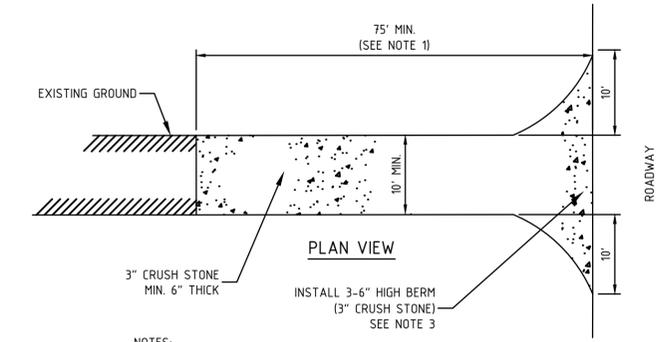 75' MIN.
(SEE NOTE 1)
EXISTING GROUND
10'
10' MIN.
ROADWAY
10'
PLAN VIEW
3" CRUSH STONE
MIN. 6" THICK
INSTALL 3-6" HIGH BERM
(3" CRUSH STONE)
SEE NOTE 3
NOTES: